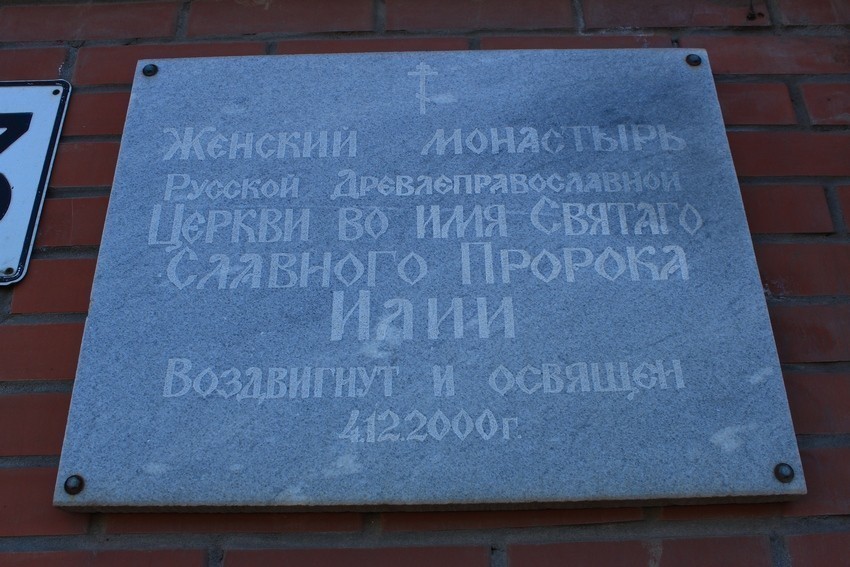 Женский монастырь
Русской Древлеправославной
Церкви во имя Святаго
Славного Пророка
Илии
Воздвигнут и освящен
4.12.2000г.